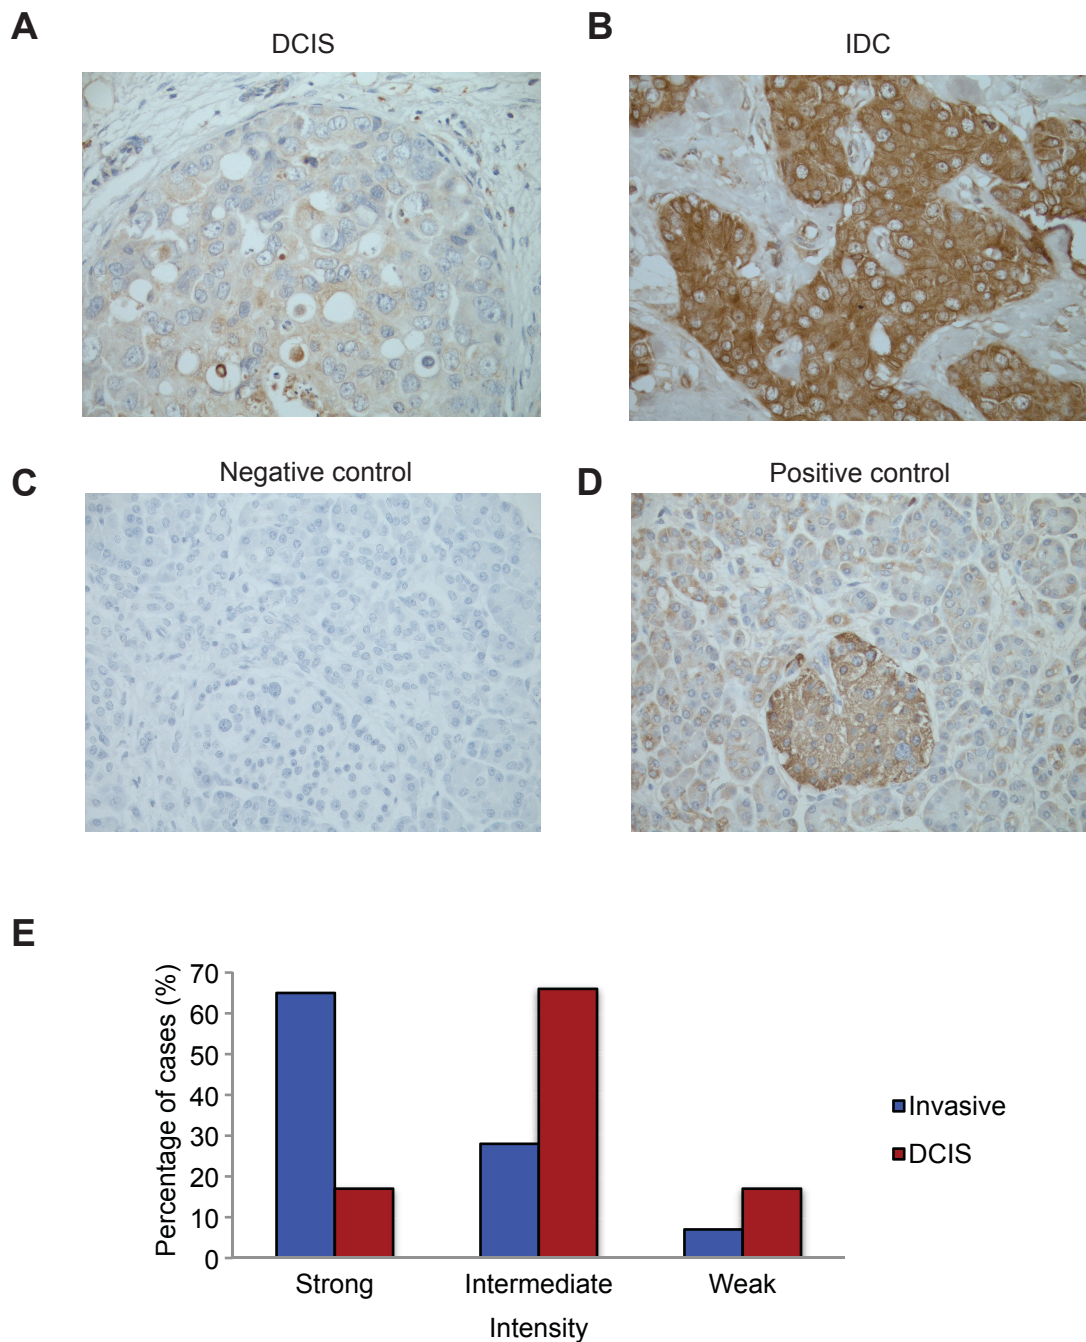 A
DCIS
B
IDC
C
Negative control
D
Positive control
E
Percentage of cases (%)
70
60
50
40
30
20
10
0
Strong
Intermediate
Weak
Intensity
Invasive
DCIS